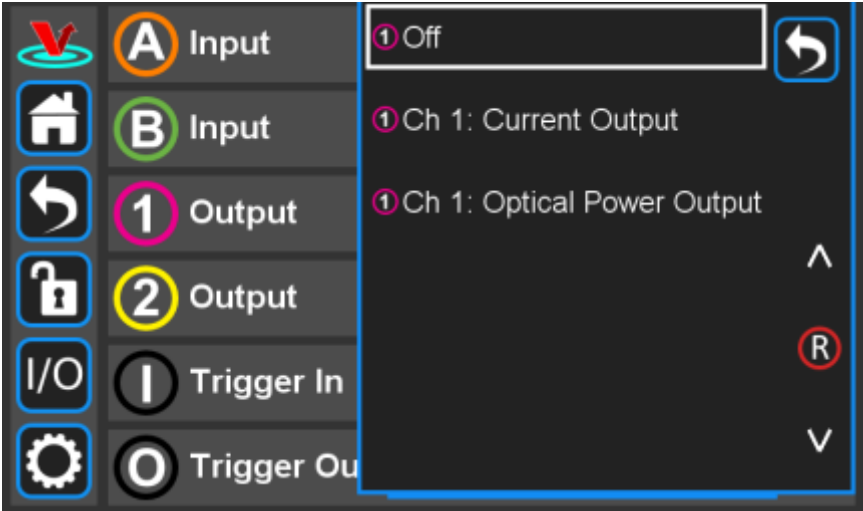 A Input
B Input
1 Output
2 Output
I/O
I Trigger In
O Trigger Ou
1 Off
1 Ch 1: Current Output
1 Ch 1: Optical Power Output
R